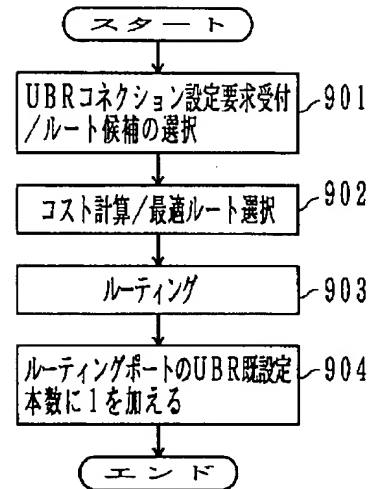 スタート
UBRコネクション設定要求受付
/ルート候補の選択
901
コスト計算/最適ルート選択
902
ルーティング
903
ルーティングポートのUBR既設定
本数に1を加える
904
エンド